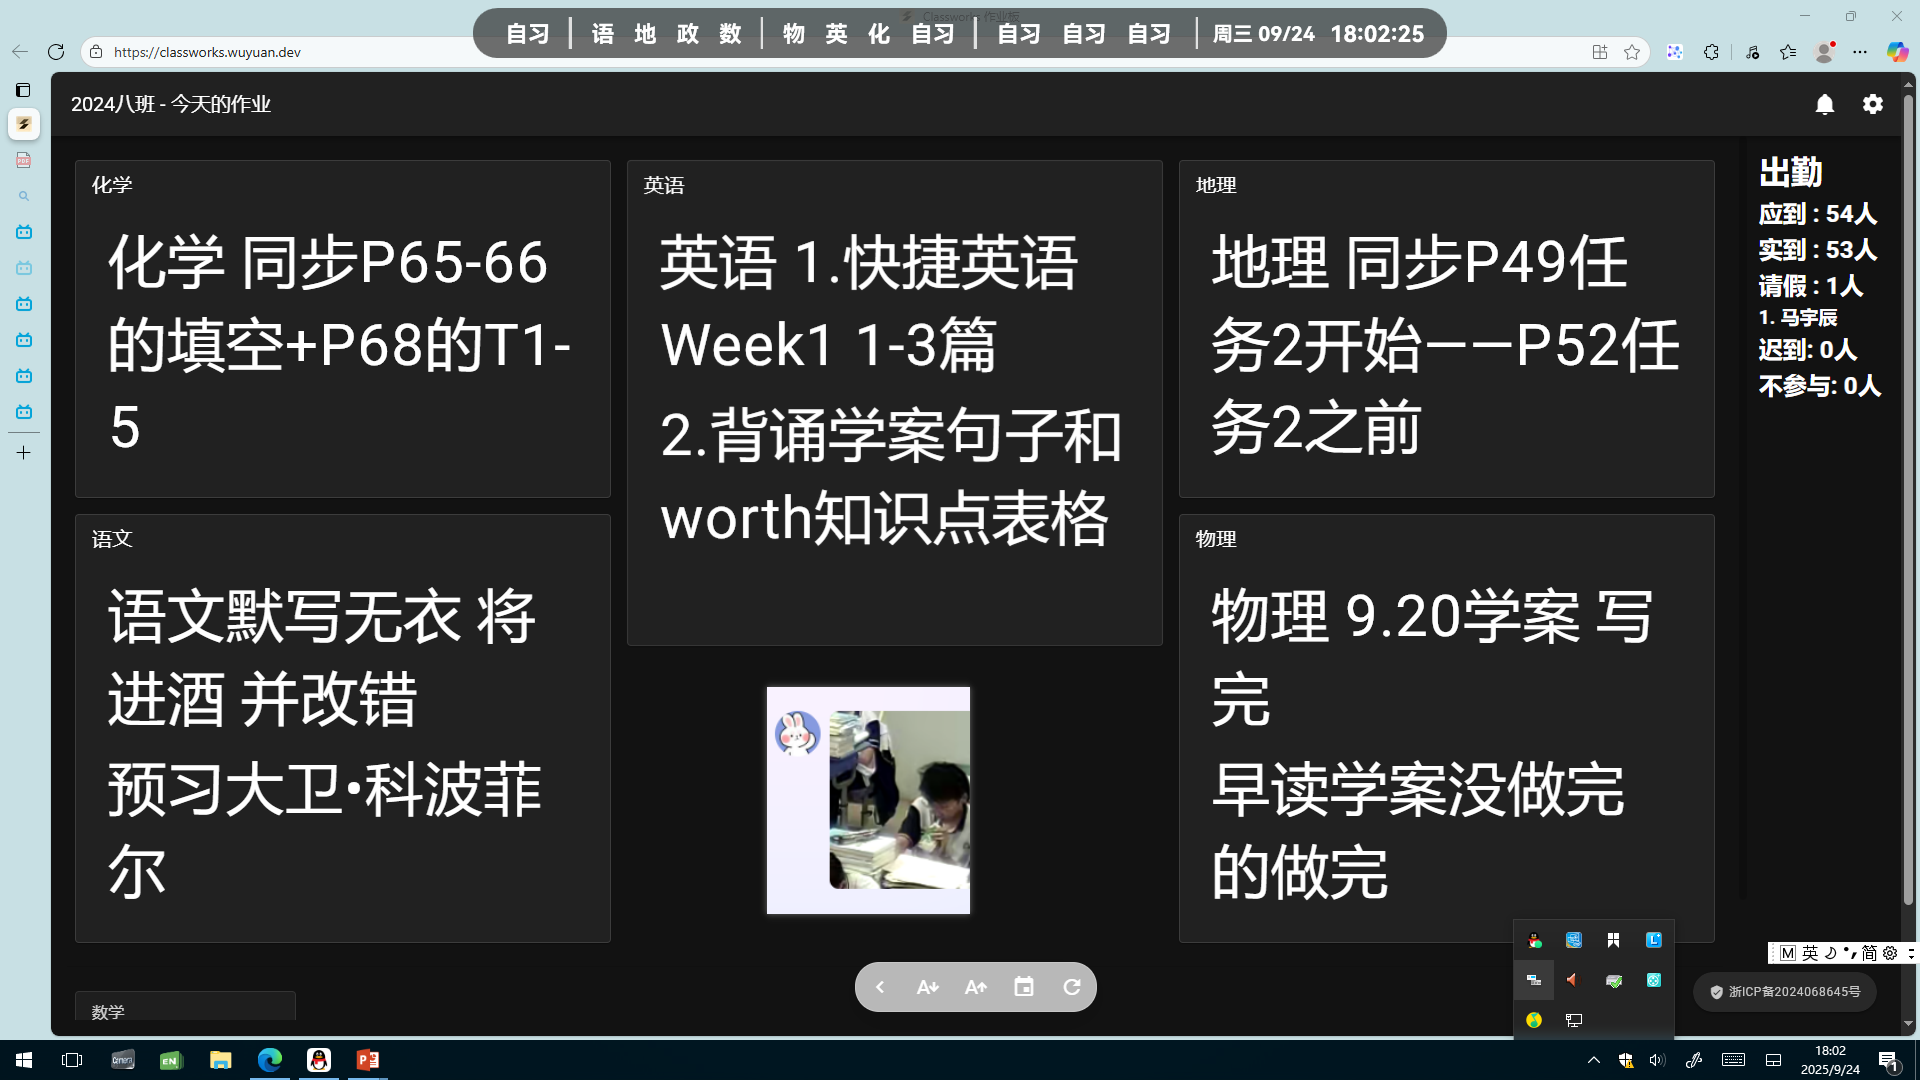 自习 | 语 地 政 数 | 物 英 化 自习 | 自习 自习 自习 | 周三 09/24 18:02:25
https://classworks.wuyuan.dev
2024八班 - 今天的作业
化学
化学 同步P65-66
的填空+P68的T1-
5
英语
英语 1.快捷英语
Week1 1-3篇
2.背诵学案句子和
worth知识点表格
地理
地理 同步P49任
务2开始——P52任
务2之前
出勤
应到 : 54人
实到 : 53人
请假 : 1人
1. 马宇辰
迟到: 0人
不参与: 0人
语文
语文默写无衣 将
进酒 并改错
预习大卫•科波菲
尔
物理
物理 9.20学案 写
完
早读学案没做完
的做完
数学
M 英 简
浙ICP备2024068645号
EN
18:02
2025/9/24
1